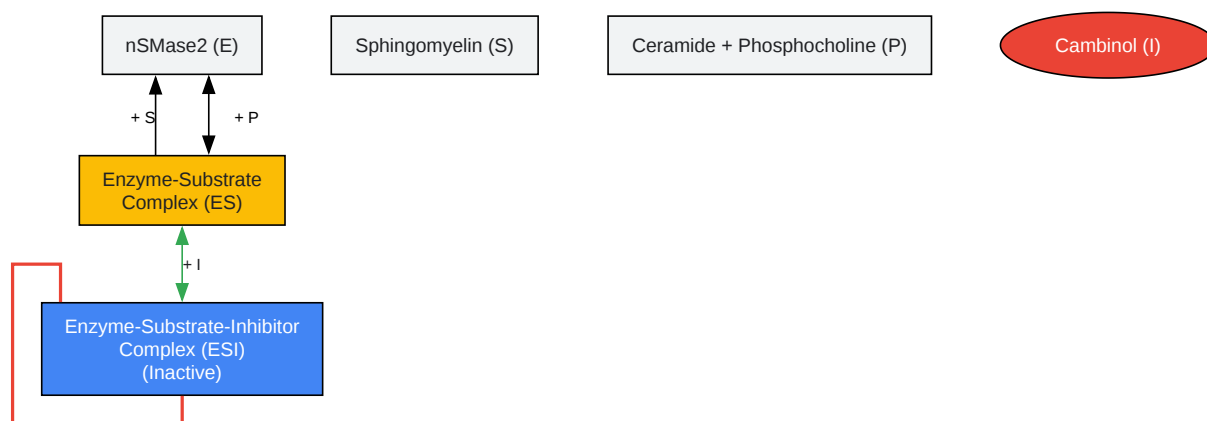 nSMase2 (E)
Sphingomyelin (S)
Ceramide + Phosphocholine (P)
Cambinol (I)
+ S
+ P
Enzyme-Substrate
Complex (ES)
+ I
Enzyme-Substrate-Inhibitor
Complex (ESI)
(Inactive)